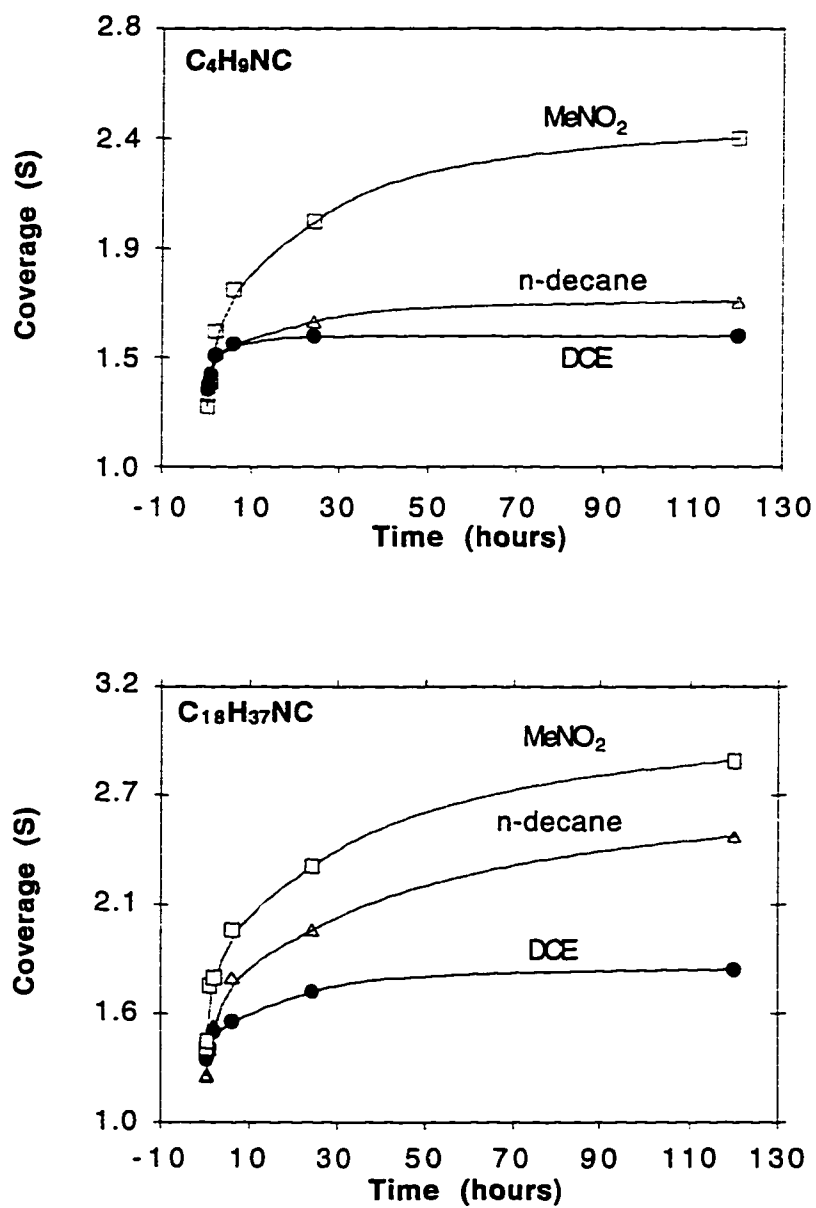 2.8
C₄H₉NC
MeNO₂
2.4
Coverage (S)
1.9
n-decane
1.5
DCE
1.0
-10 10 30 50 70 90 110 130
Time (hours)
3.2
C₁₈H₃₇NC
MeNO₂
2.7
n-decane
Coverage (S)
2.1
DCE
1.6
1.0
-10 10 30 50 70 90 110 130
Time (hours)